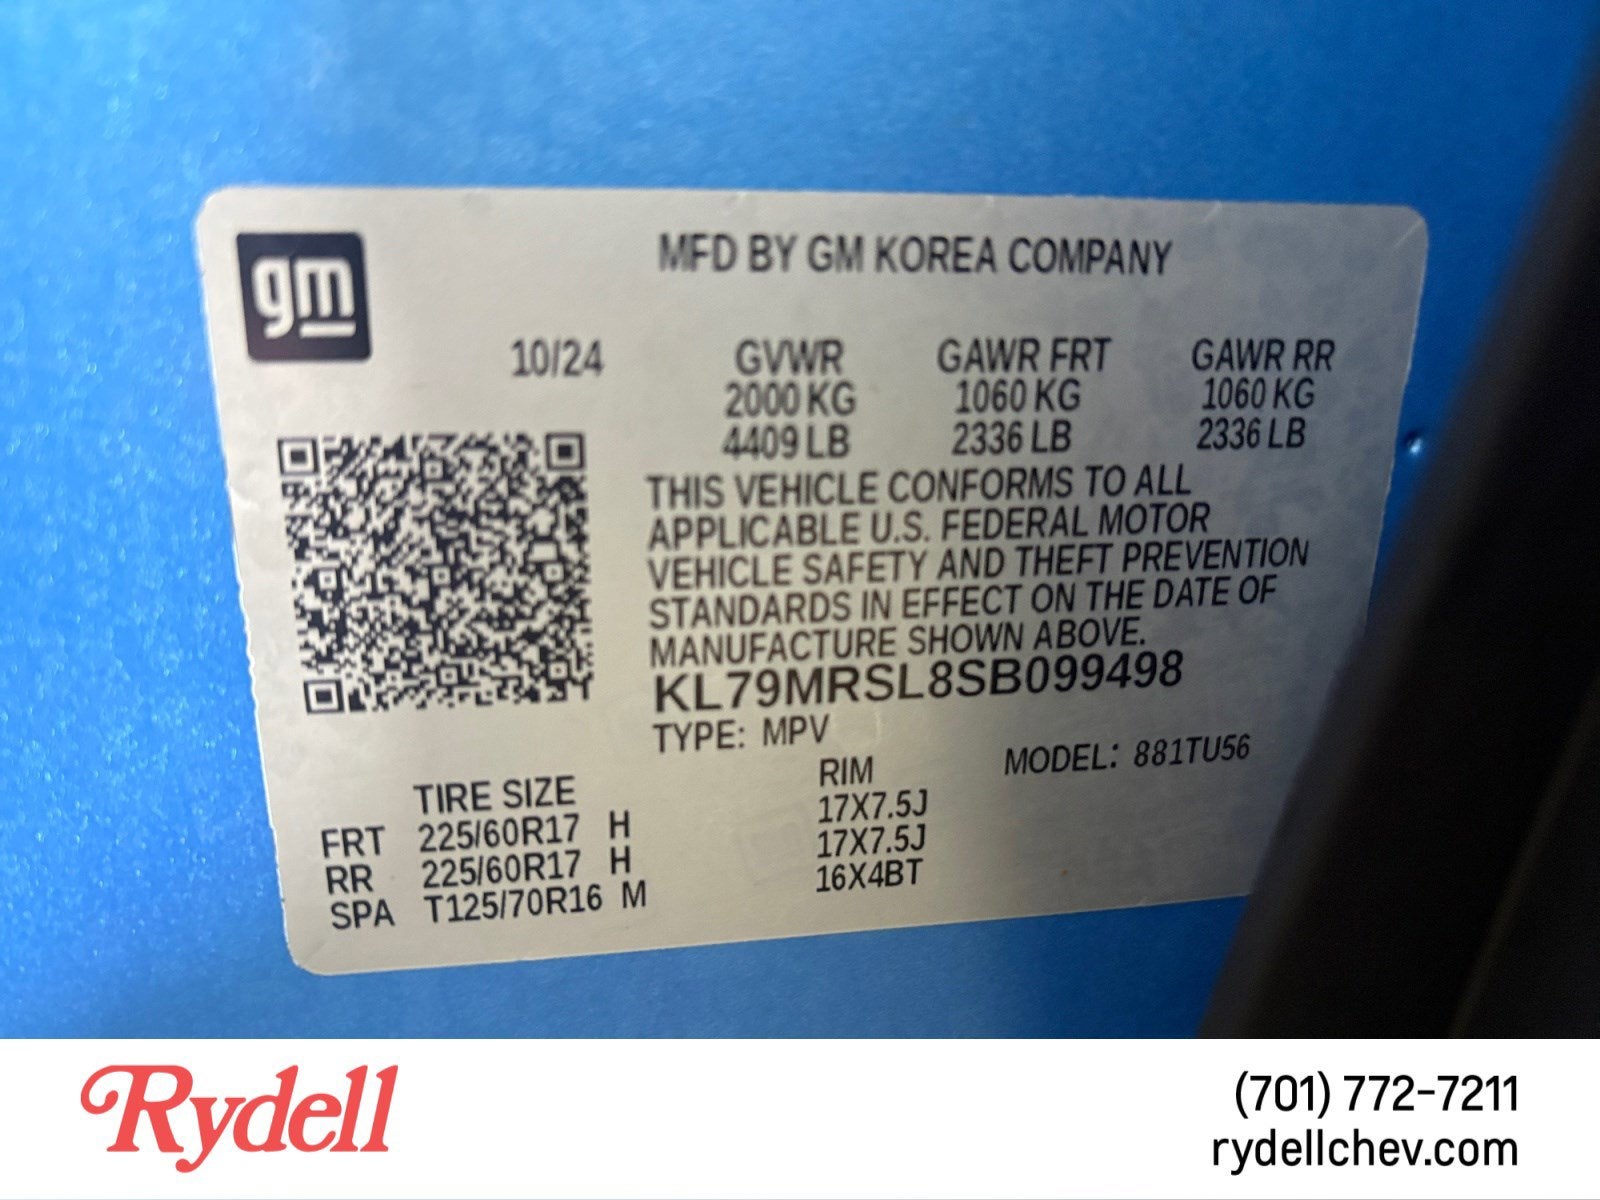 gm
MFD BY GM KOREA COMPANY
10/24 GVWR GAWR FRT GAWR RR
2000 KG 1060 KG 1060 KG
4409 LB 2336 LB 2336 LB
THIS VEHICLE CONFORMS TO ALL
APPLICABLE U.S. FEDERAL MOTOR
VEHICLE SAFETY AND THEFT PREVENTION
STANDARDS IN EFFECT ON THE DATE OF
MANUFACTURE SHOWN ABOVE.
KL79MRSL8SB099498
TYPE: MPV MODEL: 881TU56
TIRE SIZE RIM
FRT 225/60R17 H 17X7.5J
RR 225/60R17 H 17X7.5J
SPA T125/70R16 M 16X4BT
Rydell
(701) 772-7211
rydellchev.com